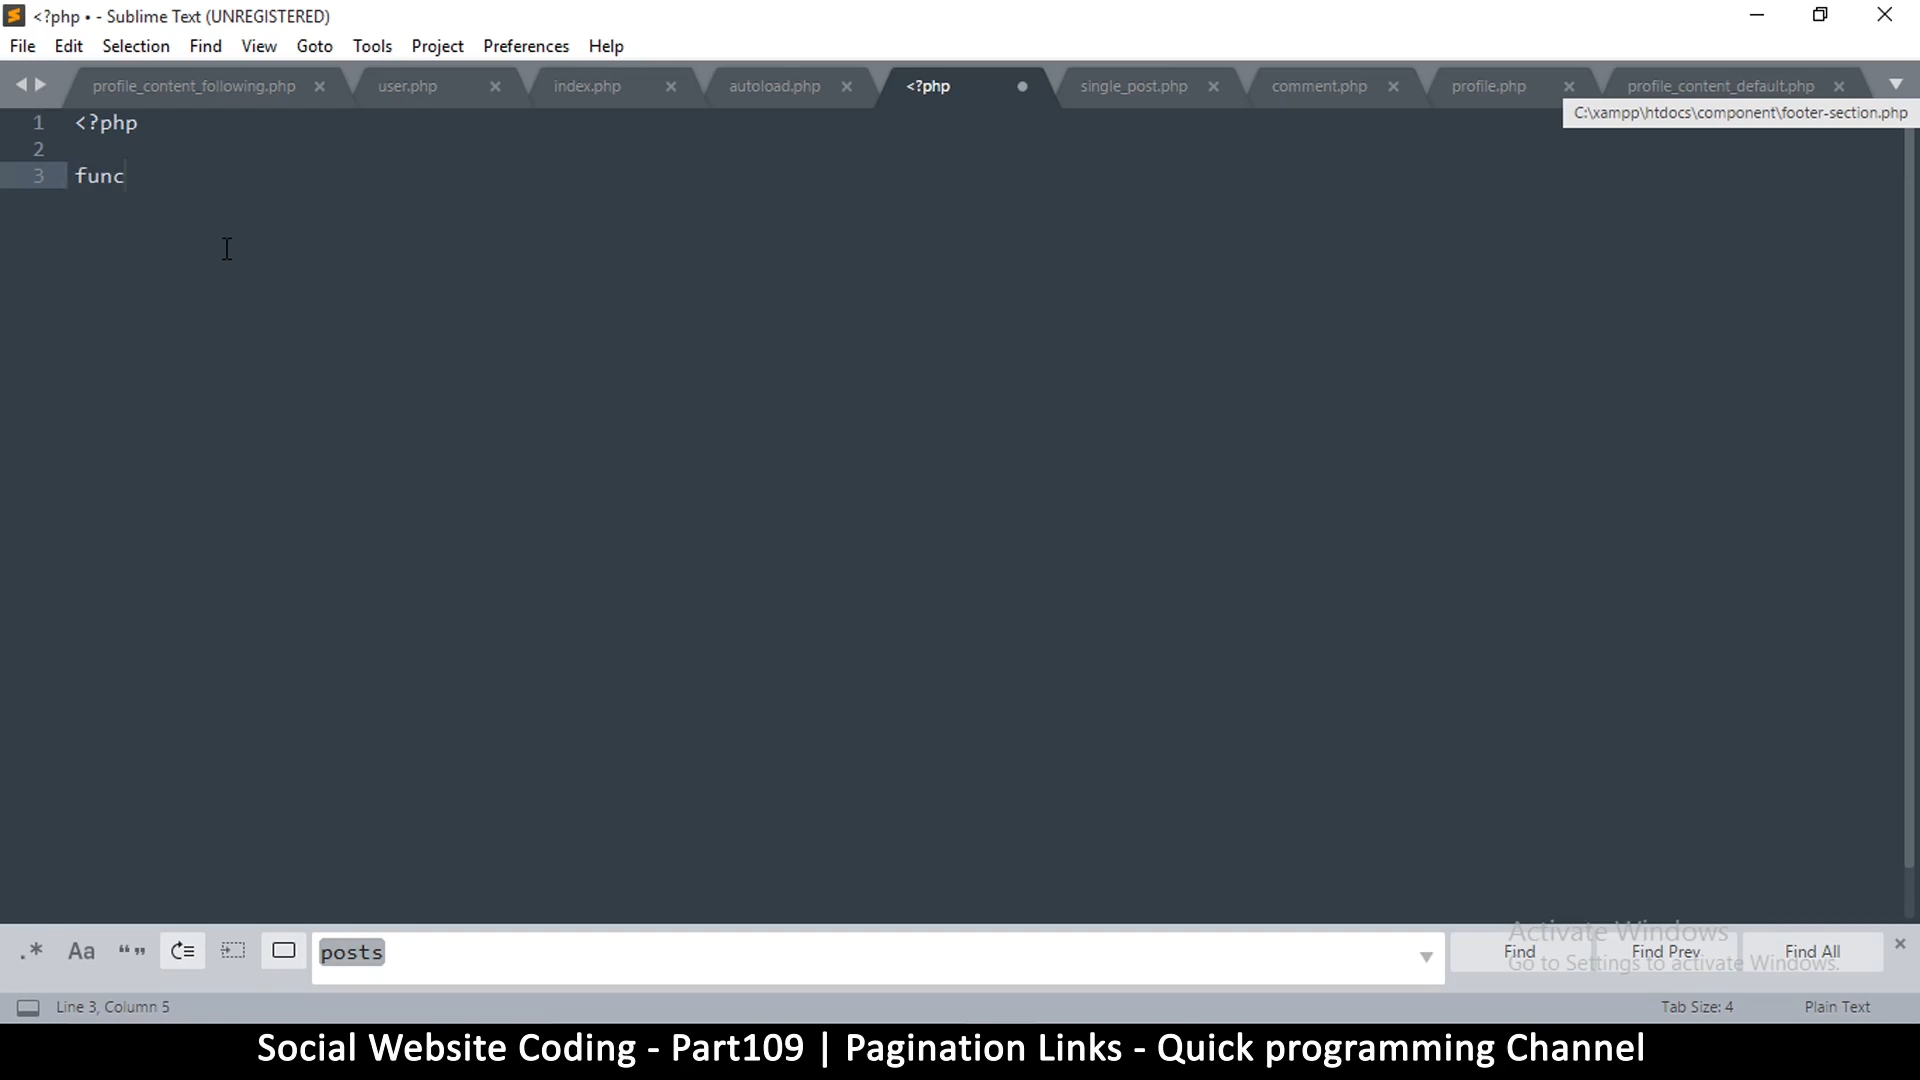 <?php • - Sublime Text (UNREGISTERED)
File Edit Selection Find View Goto Tools Project Preferences Help
profile_content_following.php user.php index.php autoload.php <?php single_post.php comment.php profile.php profile_content_default.php
C:\xampp\htdocs\component\footer-section.php
1 <?php
2
3 func
.* Aa “ ” posts Find Find Prev Find All
Activate Windows
Go to Settings to activate Windows.
Line 3, Column 5 Tab Size: 4 Plain Text
Social Website Coding - Part109 | Pagination Links - Quick programming Channel